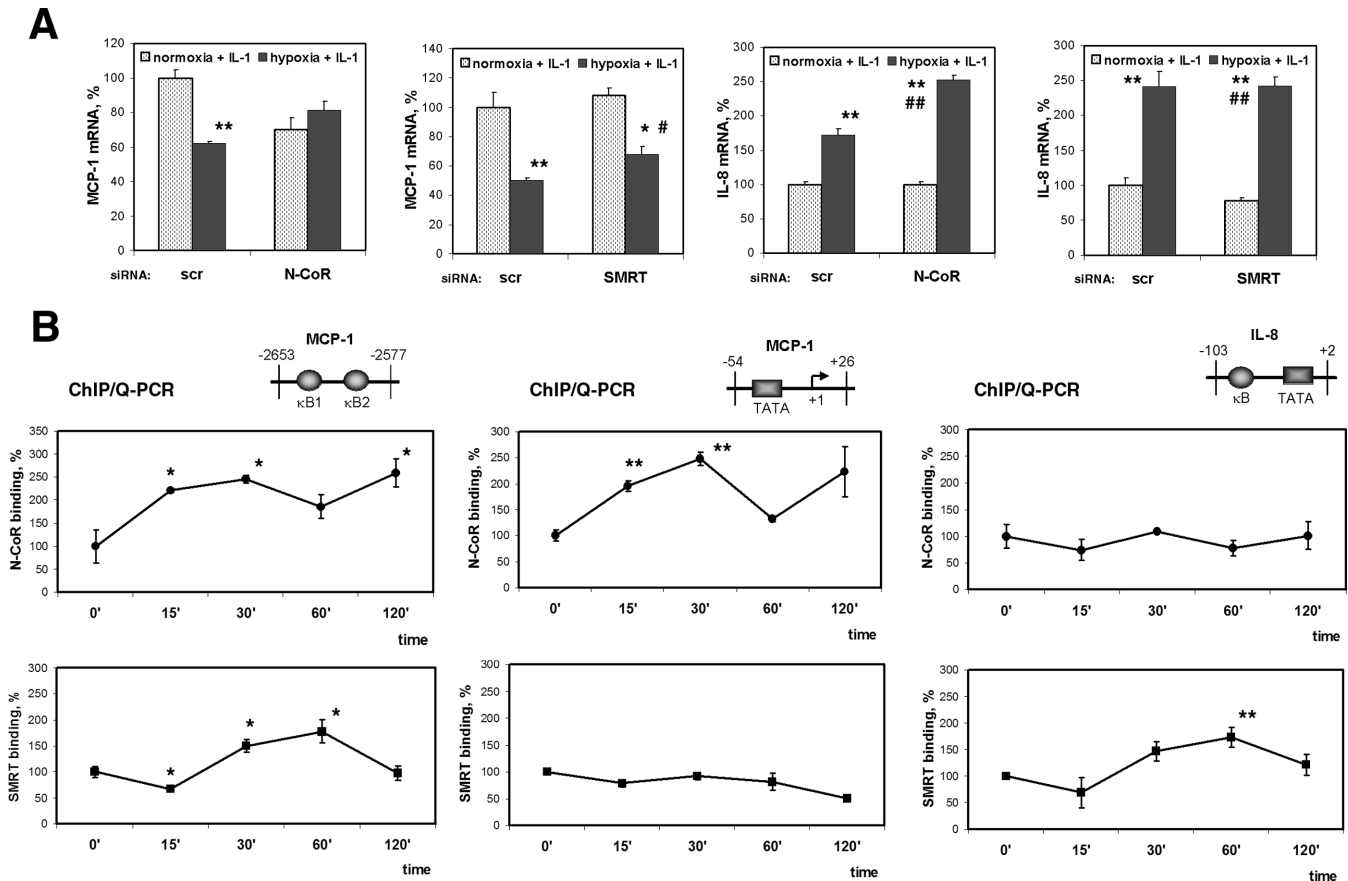 A
MCP-1 mRNA, %
120
100
80
60
40
20
0
normoxia + IL-1 hypoxia + IL-1
**
siRNA: scr N-CoR
MCP-1 mRNA, %
140
120
100
80
60
40
20
0
normoxia + IL-1 hypoxia + IL-1
**
* #
siRNA: scr SMRT
IL-8 mRNA, %
300
250
200
150
100
50
0
normoxia + IL-1 hypoxia + IL-1
**
**
##
siRNA: scr N-CoR
IL-8 mRNA, %
300
250
200
150
100
50
0
normoxia + IL-1 hypoxia + IL-1
**
**
##
siRNA: scr SMRT
B
MCP-1
-2653 -2577
κB1 κB2
ChIP/Q-PCR
N-CoR binding, %
350
300
250
200
150
100
50
0
* * *
0' 15' 30' 60' 120'
time
MCP-1
-54 +26
TATA +1
ChIP/Q-PCR
N-CoR binding, %
300
250
200
150
100
50
0
** **
0' 15' 30' 60' 120'
time
IL-8
-103 +2
κB TATA
ChIP/Q-PCR
N-CoR binding, %
300
250
200
150
100
50
0
0' 15' 30' 60' 120'
time
SMRT binding, %
300
250
200
150
100
50
0
* * *
0' 15' 30' 60' 120'
time
SMRT binding, %
300
250
200
150
100
50
0
0' 15' 30' 60' 120'
time
SMRT binding, %
300
250
200
150
100
50
0
**
0' 15' 30' 60' 120'
time